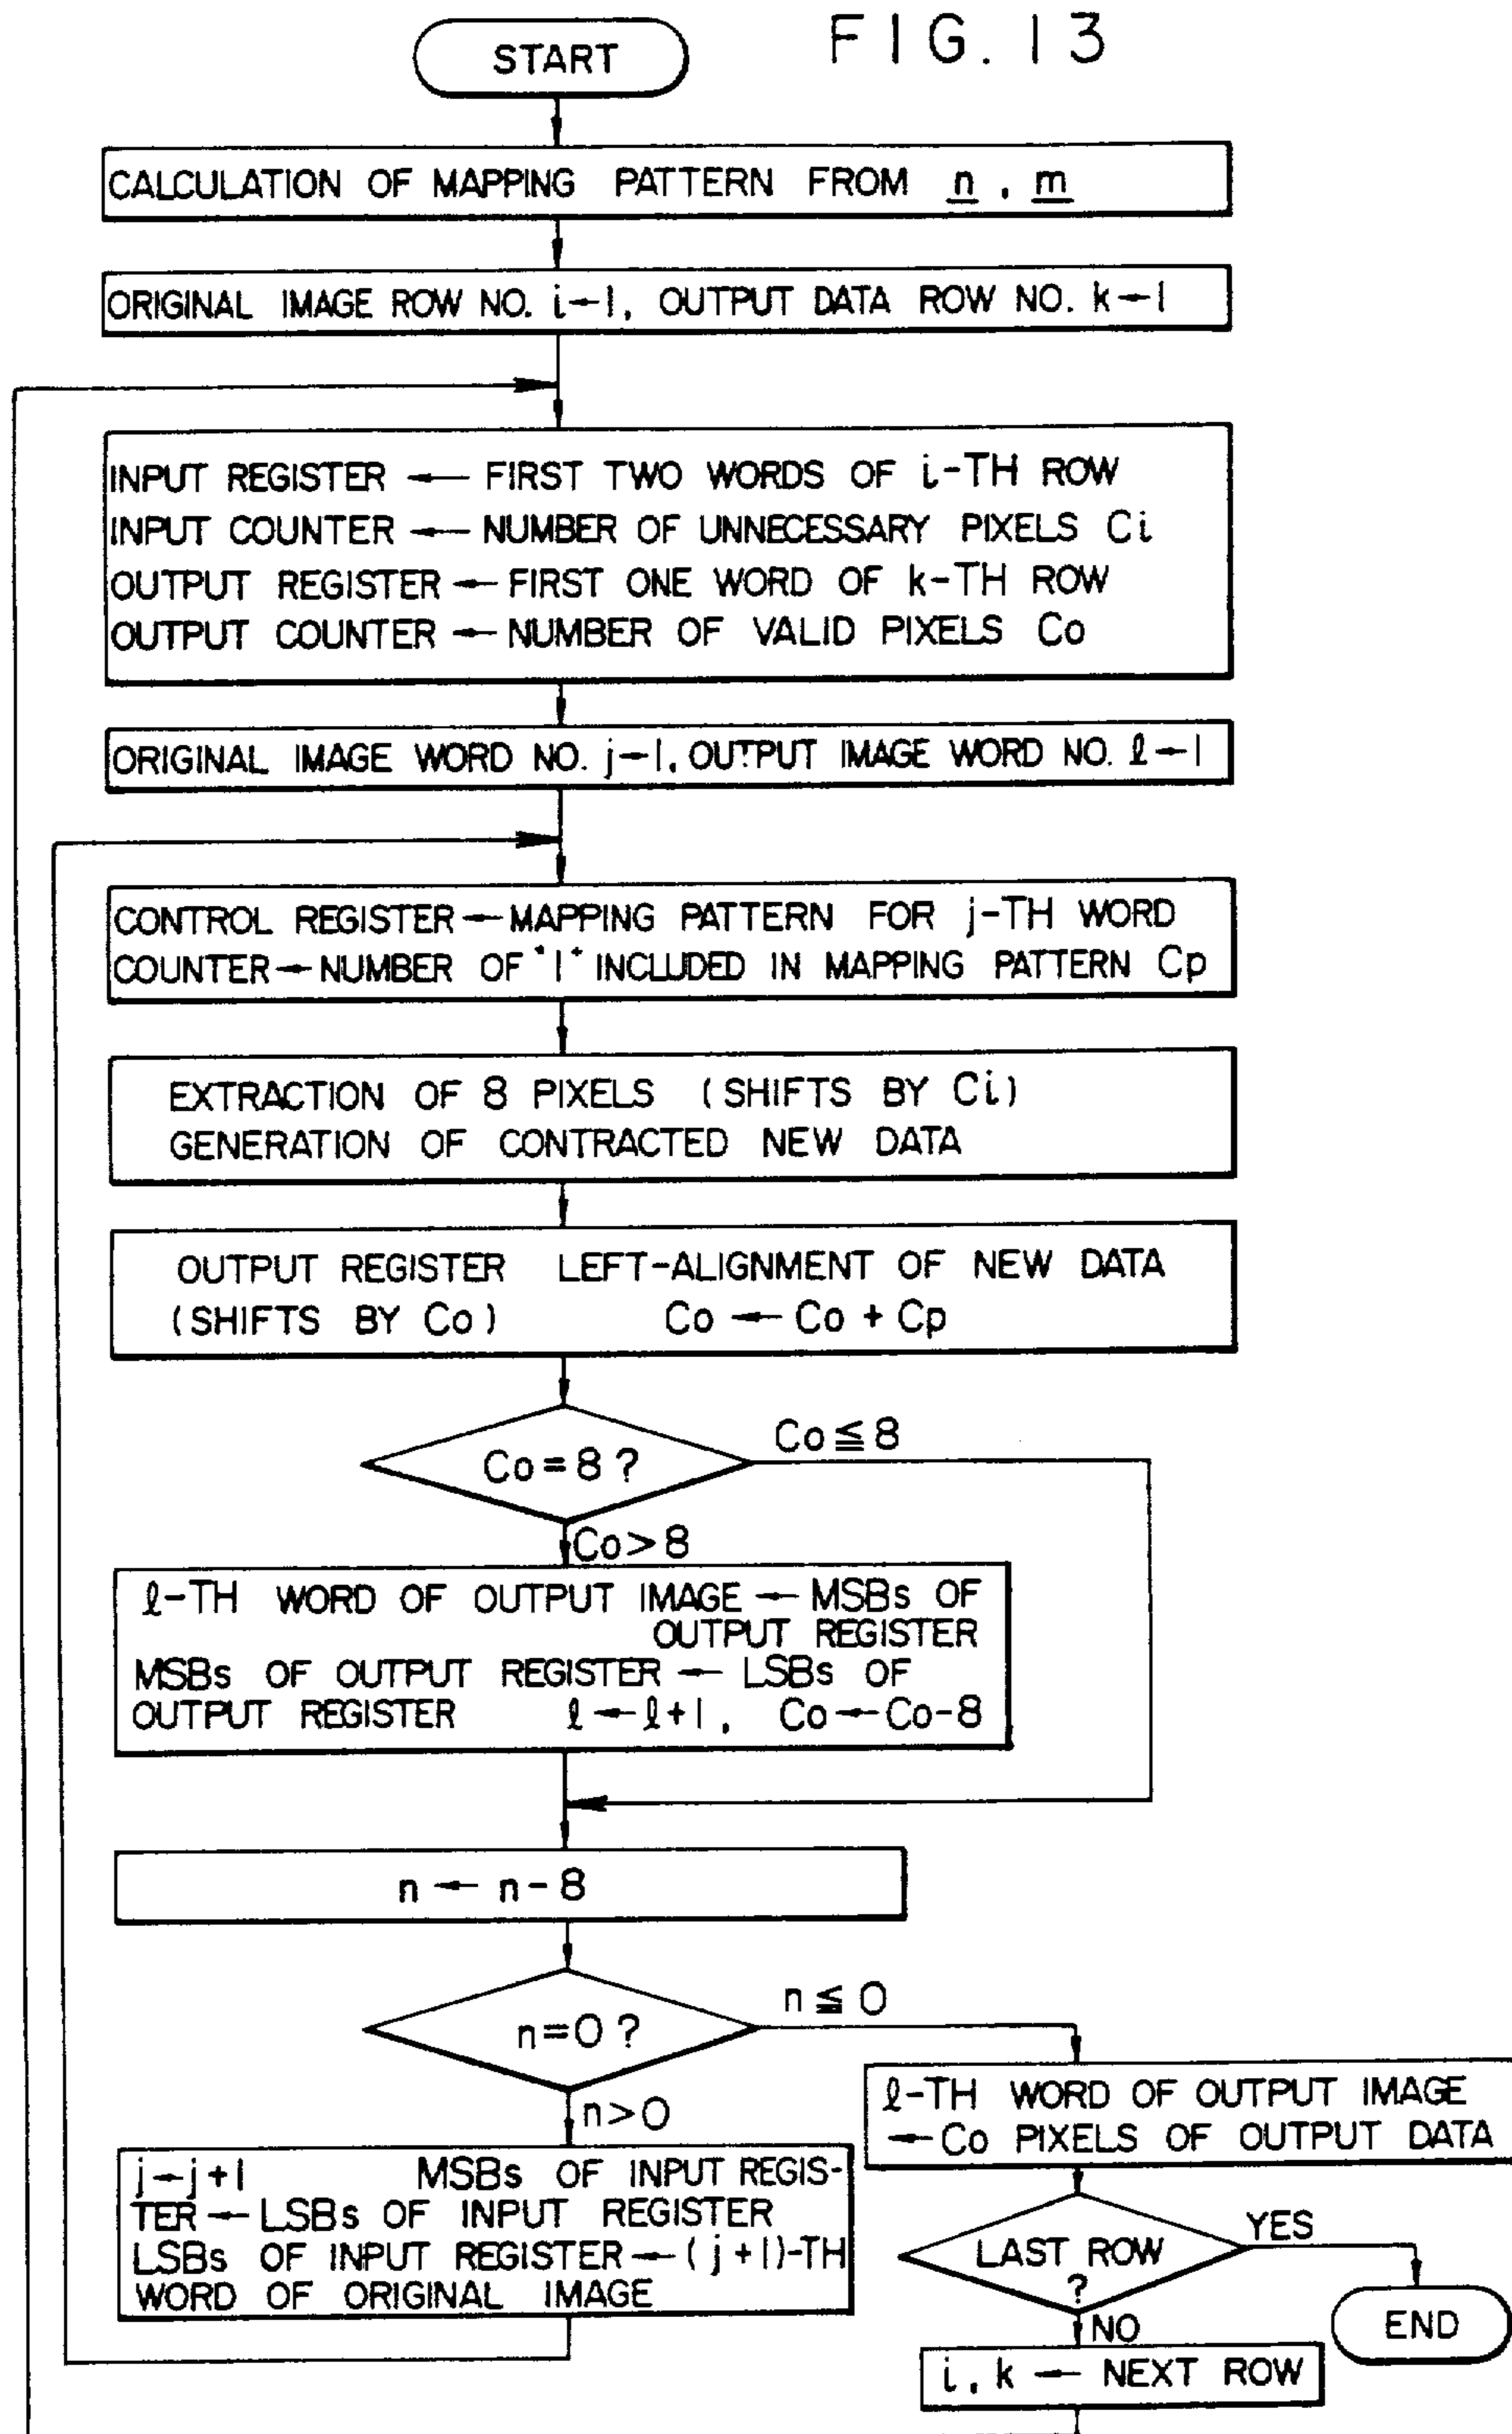 FIG. 13
START
CALCULATION OF MAPPING PATTERN FROM n , m
ORIGINAL IMAGE ROW NO. i←1, OUTPUT DATA ROW NO. k←1
INPUT REGISTER ← FIRST TWO WORDS OF i-TH ROW
INPUT COUNTER ← NUMBER OF UNNECESSARY PIXELS Ci
OUTPUT REGISTER ← FIRST ONE WORD OF k-TH ROW
OUTPUT COUNTER ← NUMBER OF VALID PIXELS Co
ORIGINAL IMAGE WORD NO. j←1, OUTPUT IMAGE WORD NO. ℓ←1
CONTROL REGISTER ← MAPPING PATTERN FOR j-TH WORD
COUNTER ← NUMBER OF "1" INCLUDED IN MAPPING PATTERN Cp
EXTRACTION OF 8 PIXELS (SHIFTS BY Ci)
GENERATION OF CONTRACTED NEW DATA
OUTPUT REGISTER LEFT-ALIGNMENT OF NEW DATA
(SHIFTS BY Co) Co ← Co + Cp
Co=8 ?
Co≦8
Co>8
ℓ-TH WORD OF OUTPUT IMAGE ← MSBs OF
OUTPUT REGISTER
MSBs OF OUTPUT REGISTER ← LSBs OF
OUTPUT REGISTER ℓ←ℓ+1, Co←Co-8
n ← n-8
n=0 ?
n≦0
n>0
j←j+1 MSBs OF INPUT REGIS-
TER ← LSBs OF INPUT REGISTER
LSBs OF INPUT REGISTER ← (j+1)-TH
WORD OF ORIGINAL IMAGE
ℓ-TH WORD OF OUTPUT IMAGE
← Co PIXELS OF OUTPUT DATA
LAST ROW
?
YES
NO
END
i, k ← NEXT ROW